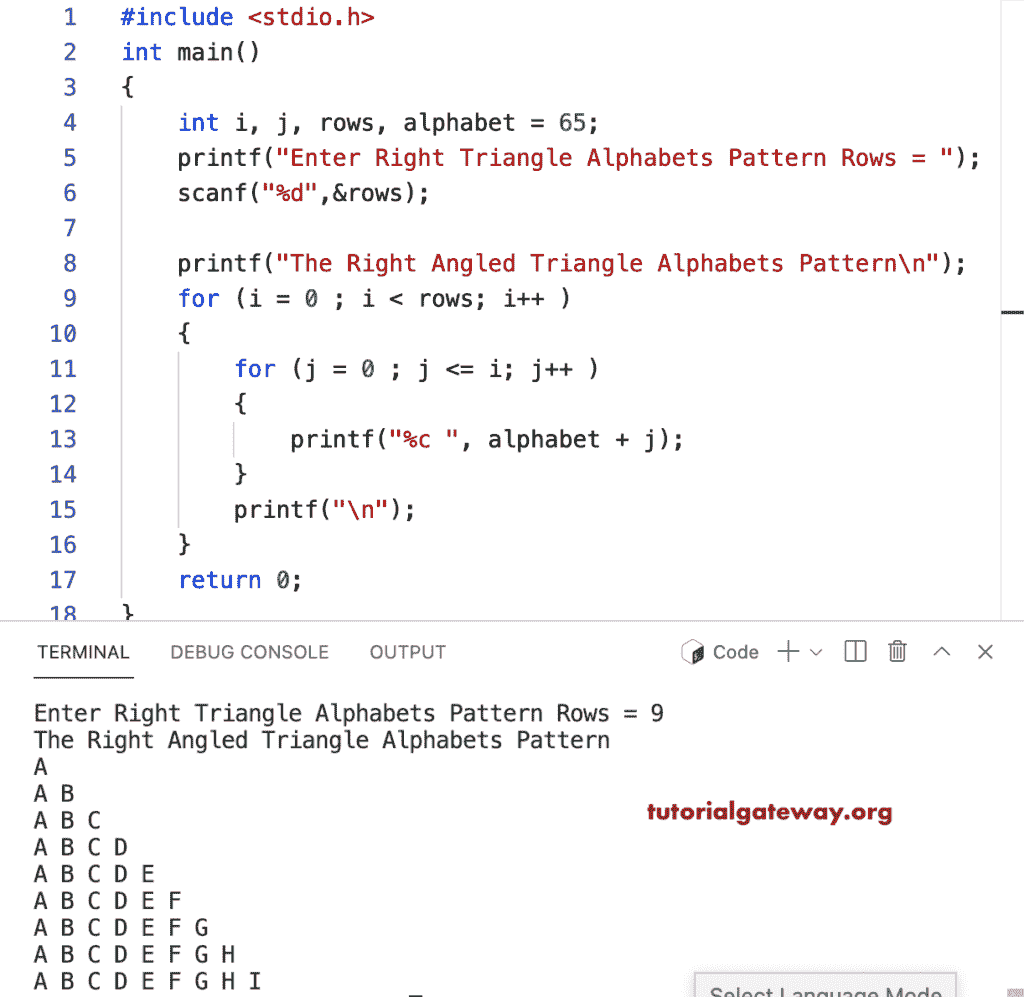 1 #include <stdio.h>
2 int main()
3 {
4 int i, j, rows, alphabet = 65;
5 printf("Enter Right Triangle Alphabets Pattern Rows = ");
6 scanf("%d",&rows);
7
8 printf("The Right Angled Triangle Alphabets Pattern\n");
9 for (i = 0 ; i < rows; i++ )
10 {
11 for (j = 0 ; j <= i; j++ )
12 {
13 printf("%c ", alphabet + j);
14 }
15 printf("\n");
16 }
17 return 0;
18 }
TERMINAL DEBUG CONSOLE OUTPUT Code
Enter Right Triangle Alphabets Pattern Rows = 9
The Right Angled Triangle Alphabets Pattern
A
A B
A B C
A B C D
A B C D E
A B C D E F
A B C D E F G
A B C D E F G H
A B C D E F G H I
tutorialgateway.org
Select Language Mode